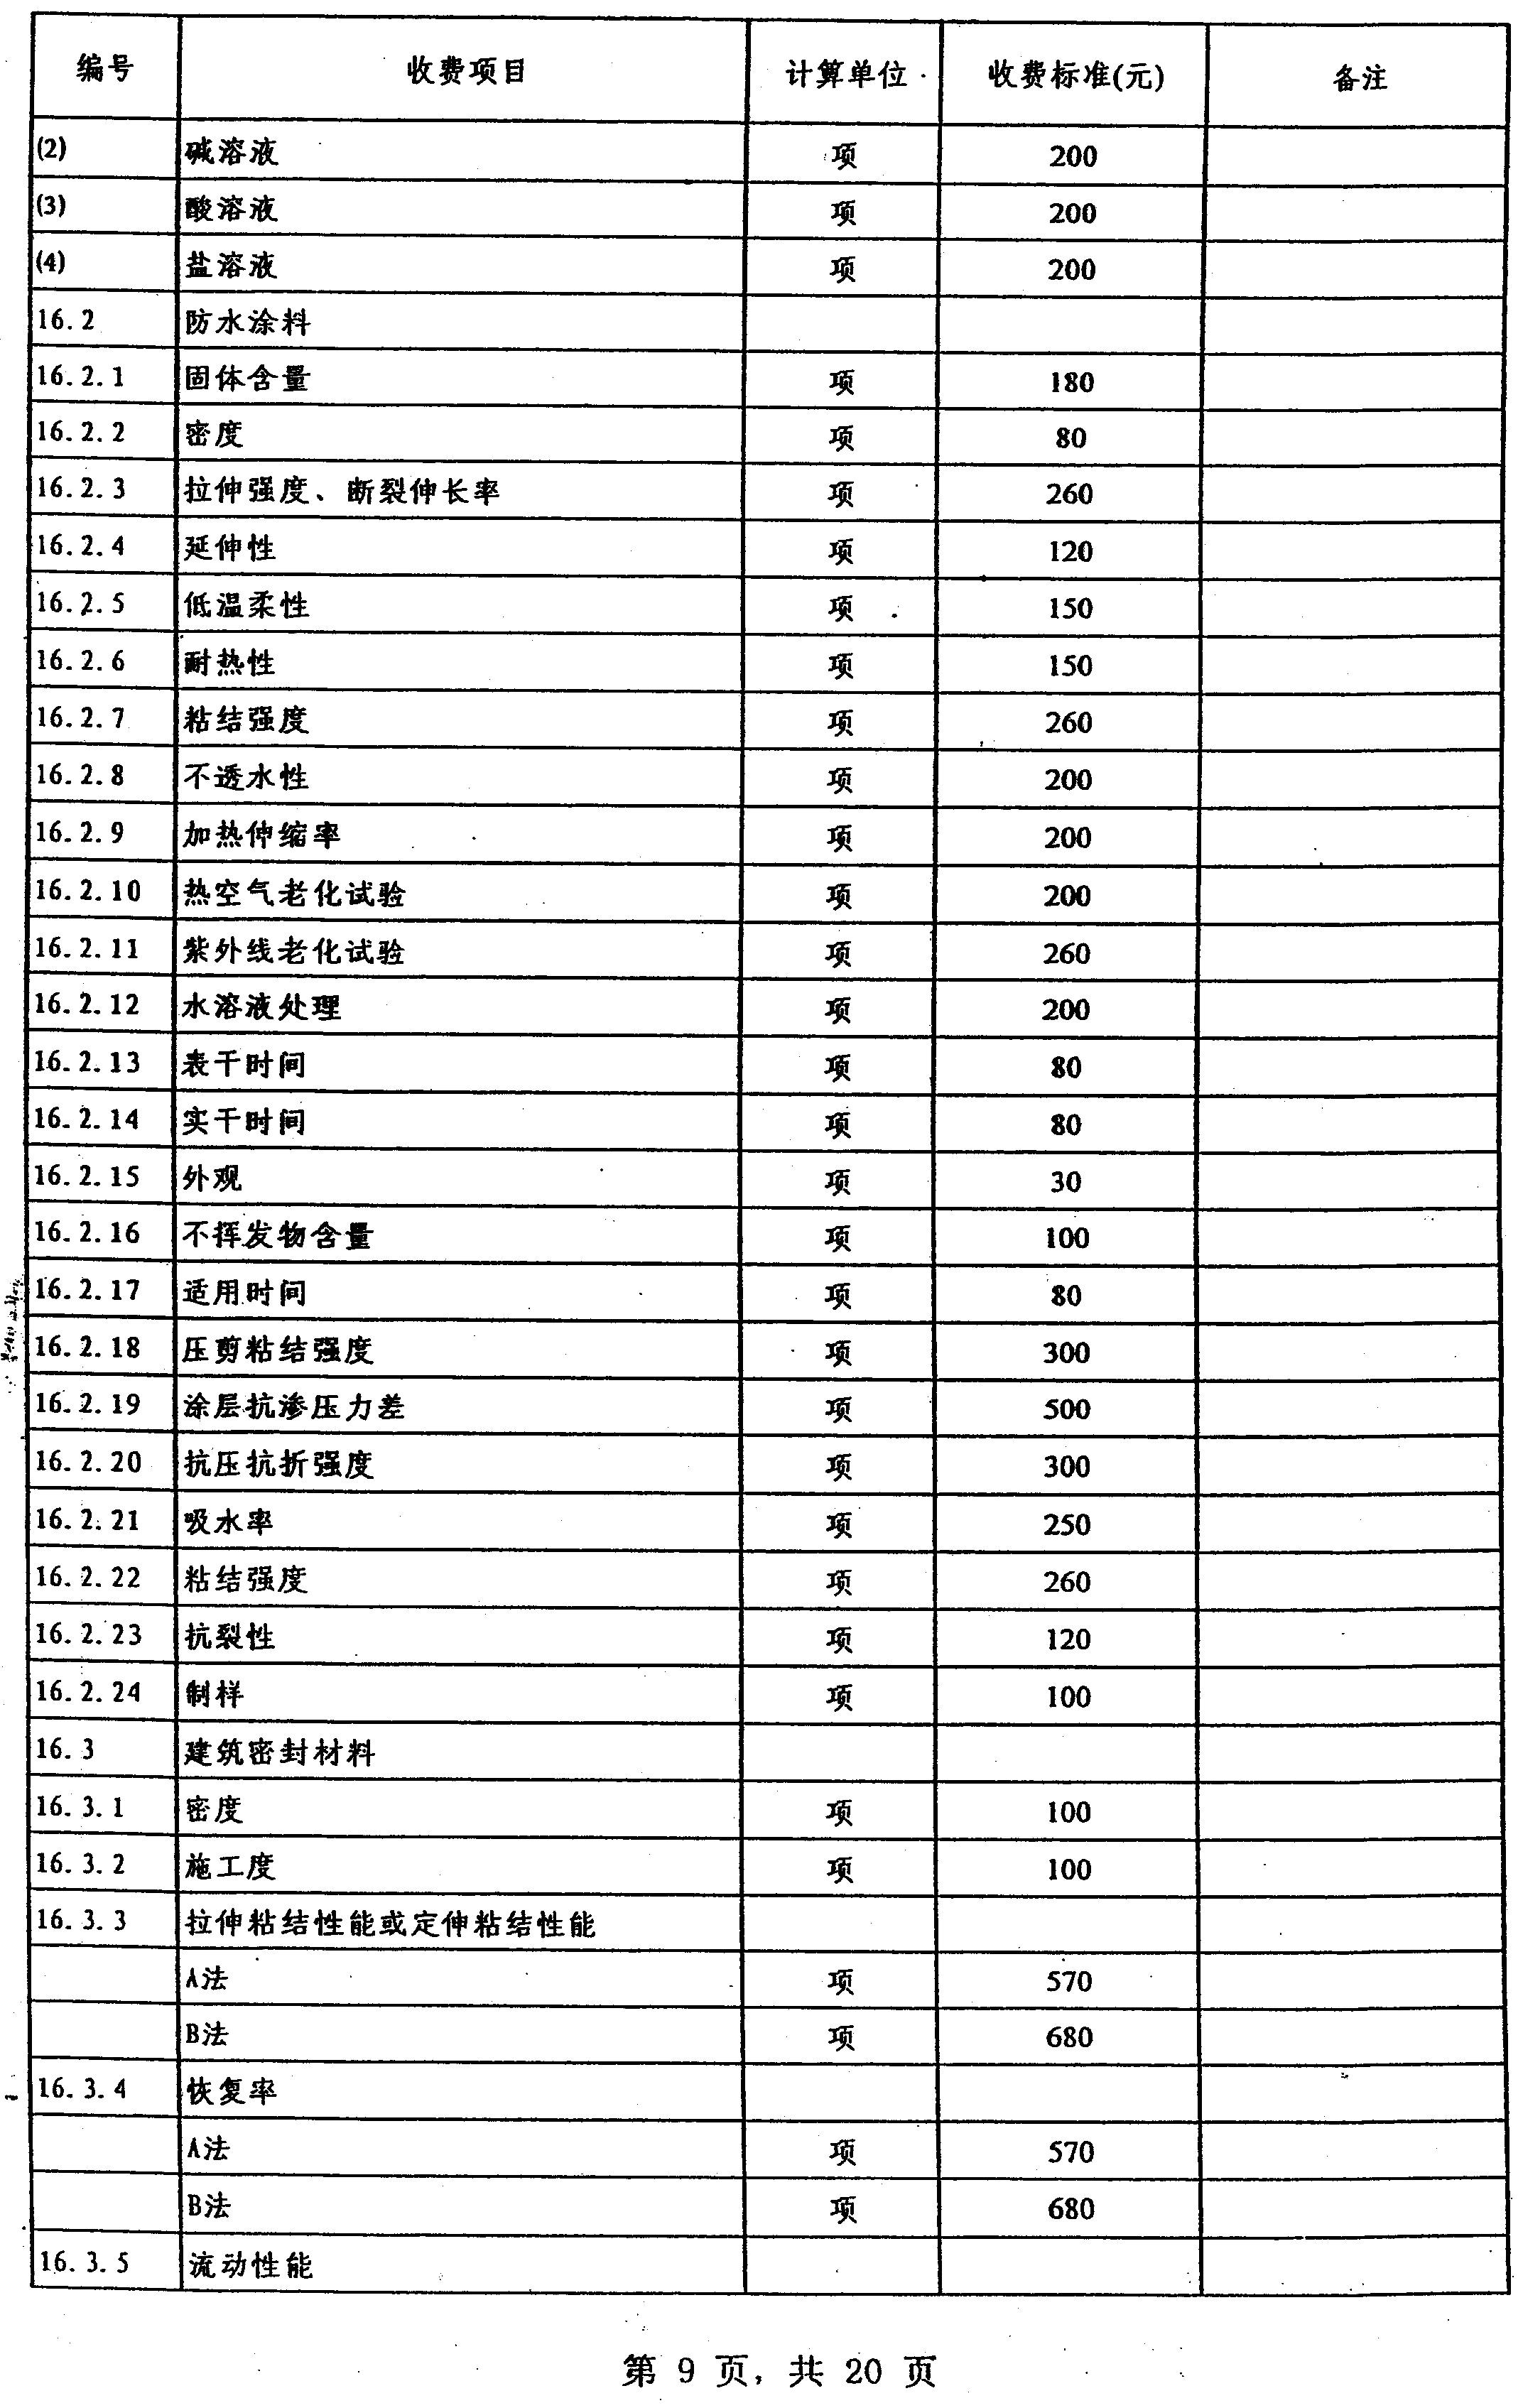 编号 收费项目 计算单位 收费标准(元) 备注
(2) 碱溶液 项 200
(3) 酸溶液 项 200
(4) 盐溶液 项 200
16.2 防水涂料
16.2.1 固体含量 项 180
16.2.2 密度 项 80
16.2.3 拉伸强度、断裂伸长率 项 260
16.2.4 延伸性 项 120
16.2.5 低温柔性 项 150
16.2.6 耐热性 项 150
16.2.7 粘结强度 项 260
16.2.8 不透水性 项 200
16.2.9 加热伸缩率 项 200
16.2.10 热空气老化试验 项 200
16.2.11 紫外线老化试验 项 260
16.2.12 水溶液处理 项 200
16.2.13 表干时间 项 80
16.2.14 实干时间 项 80
16.2.15 外观 项 30
16.2.16 不挥发物含量 项 100
16.2.17 适用时间 项 80
16.2.18 压剪粘结强度 项 300
16.2.19 涂层抗渗压力差 项 500
16.2.20 抗压抗折强度 项 300
16.2.21 吸水率 项 250
16.2.22 粘结强度 项 260
16.2.23 抗裂性 项 120
16.2.24 制样 项 100
16.3 建筑密封材料
16.3.1 密度 项 100
16.3.2 施工度 项 100
16.3.3 拉伸粘结性能或定伸粘结性能
A法 项 570
B法 项 680
16.3.4 恢复率
A法 项 570
B法 项 680
16.3.5 流动性能
第 9 页, 共 20 页